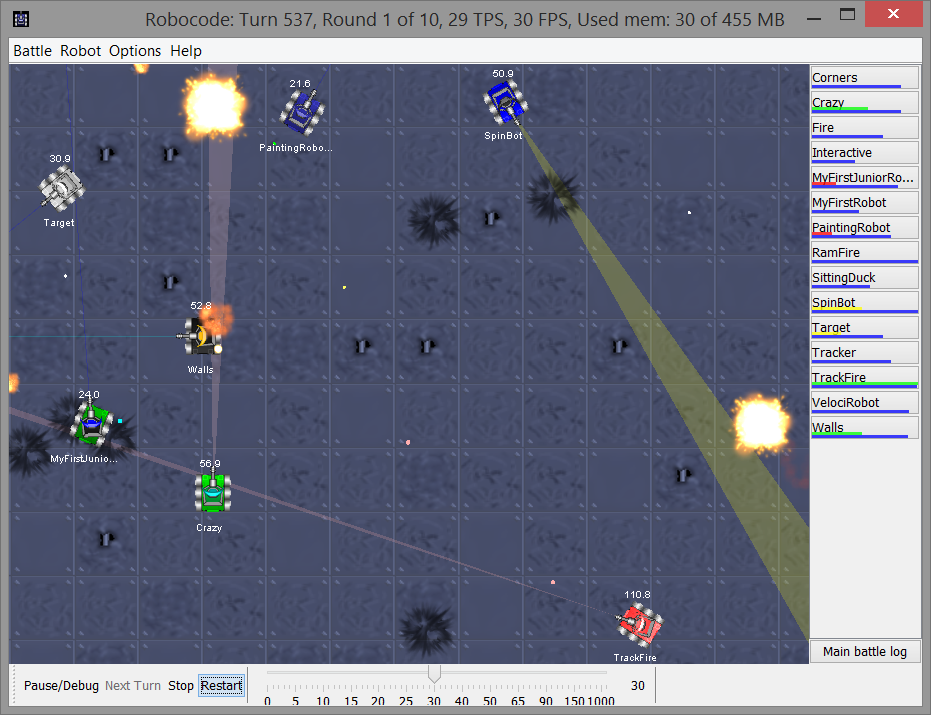 Robocode: Turn 537, Round 1 of 10, 29 TPS, 30 FPS, Used mem: 30 of 455 MB
Battle Robot Options Help
21.6
PaintingRobo...
50.9
SpinBot
30.9
Target
52.8
Walls
24.0
MyFirstJunio...
56.9
Crazy
110.8
TrackFire
Corners
Crazy
Fire
Interactive
MyFirstJuniorRo...
MyFirstRobot
PaintingRobot
RamFire
SittingDuck
SpinBot
Target
Tracker
TrackFire
VelociRobot
Walls
Main battle log
Pause/Debug Next Turn Stop Restart
0 5 10 15 20 25 30 40 50 65 90 150 1000
30